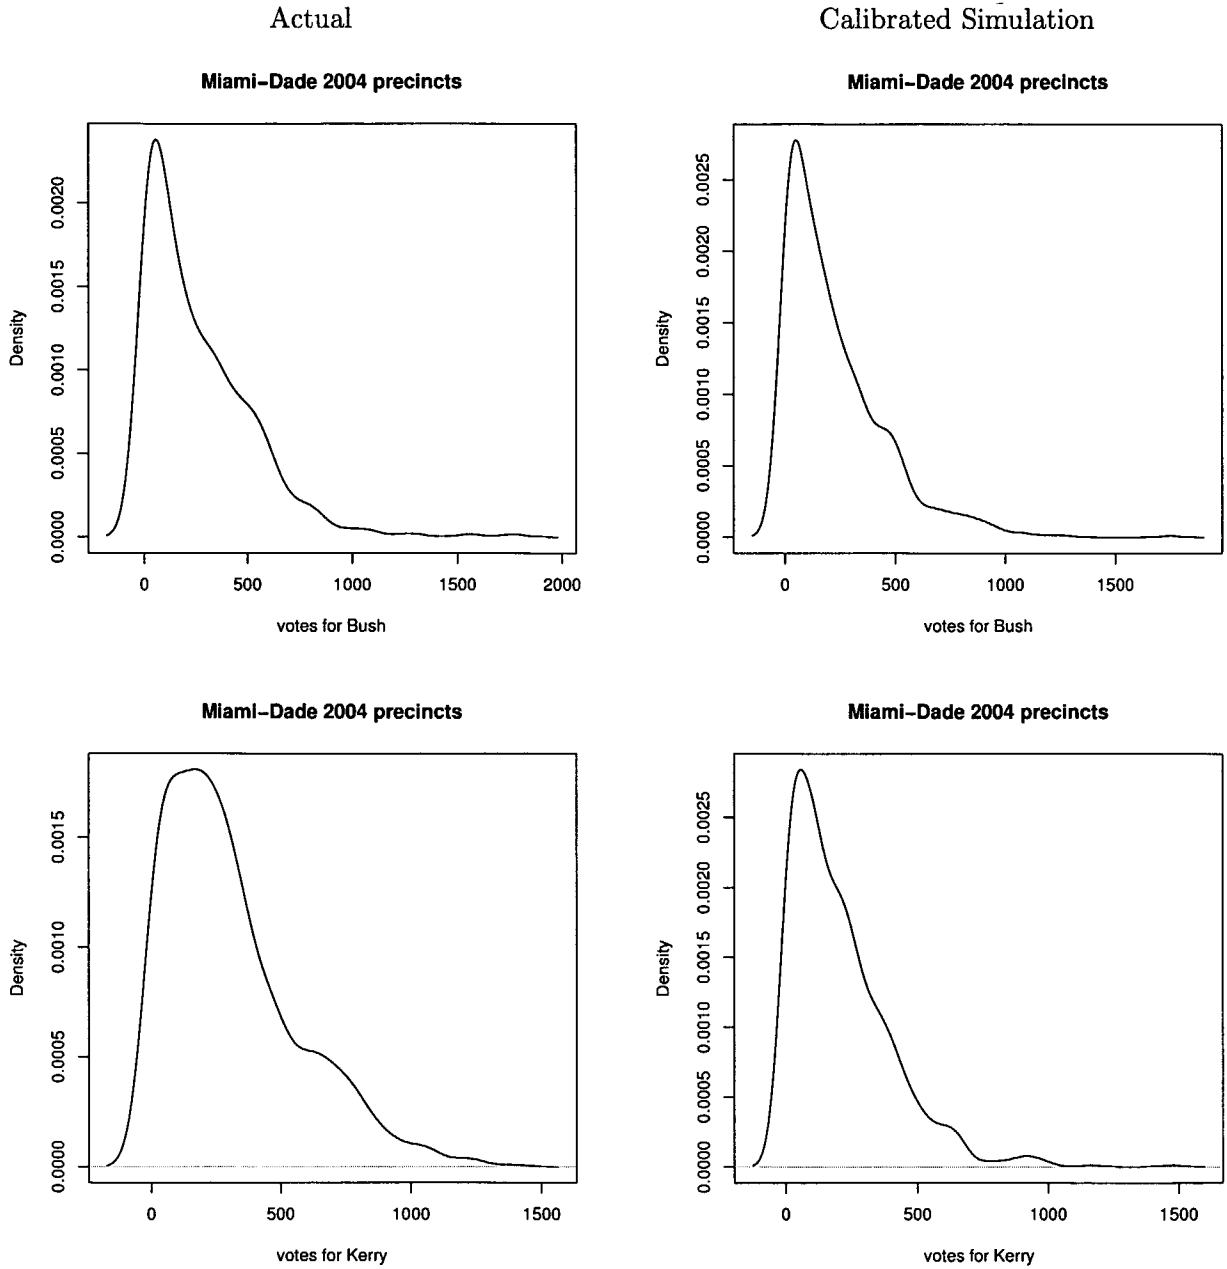 Actual
Calibrated Simulation
Miami-Dade 2004 precincts
Density
0.0000 0.0005 0.0010 0.0015 0.0020
0 500 1000 1500 2000
votes for Bush
Miami-Dade 2004 precincts
Density
0.0000 0.0005 0.0010 0.0015 0.0020 0.0025
0 500 1000 1500
votes for Bush
Miami-Dade 2004 precincts
Density
0.0000 0.0005 0.0010 0.0015
0 500 1000 1500
votes for Kerry
Miami-Dade 2004 precincts
Density
0.0000 0.0005 0.0010 0.0015 0.0020 0.0025
0 500 1000 1500
votes for Kerry